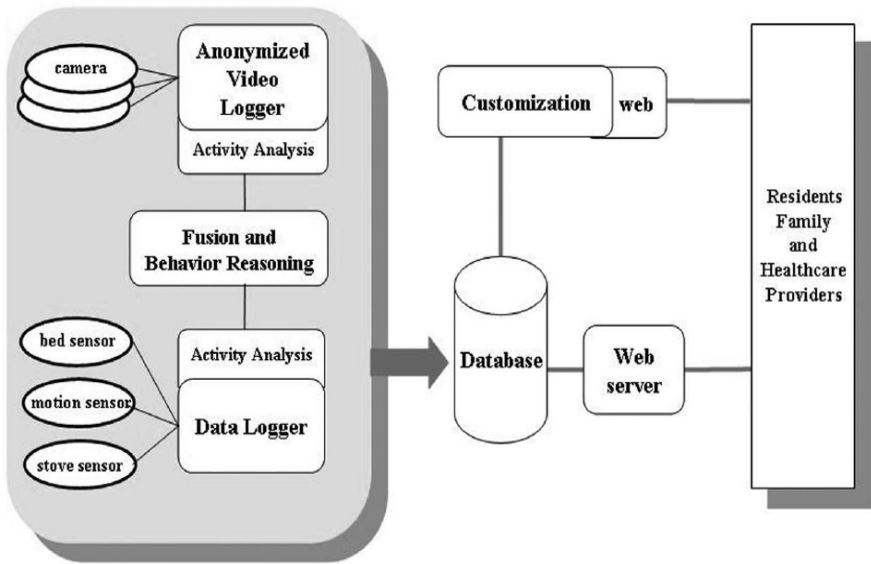 camera
Anonymized
Video
Logger
Activity Analysis
Fusion and
Behavior Reasoning
bed sensor
motion sensor
stove sensor
Activity Analysis
Data Logger
Customization
web
Database
Web
server
Residents
Family
and
Healthcare
Providers